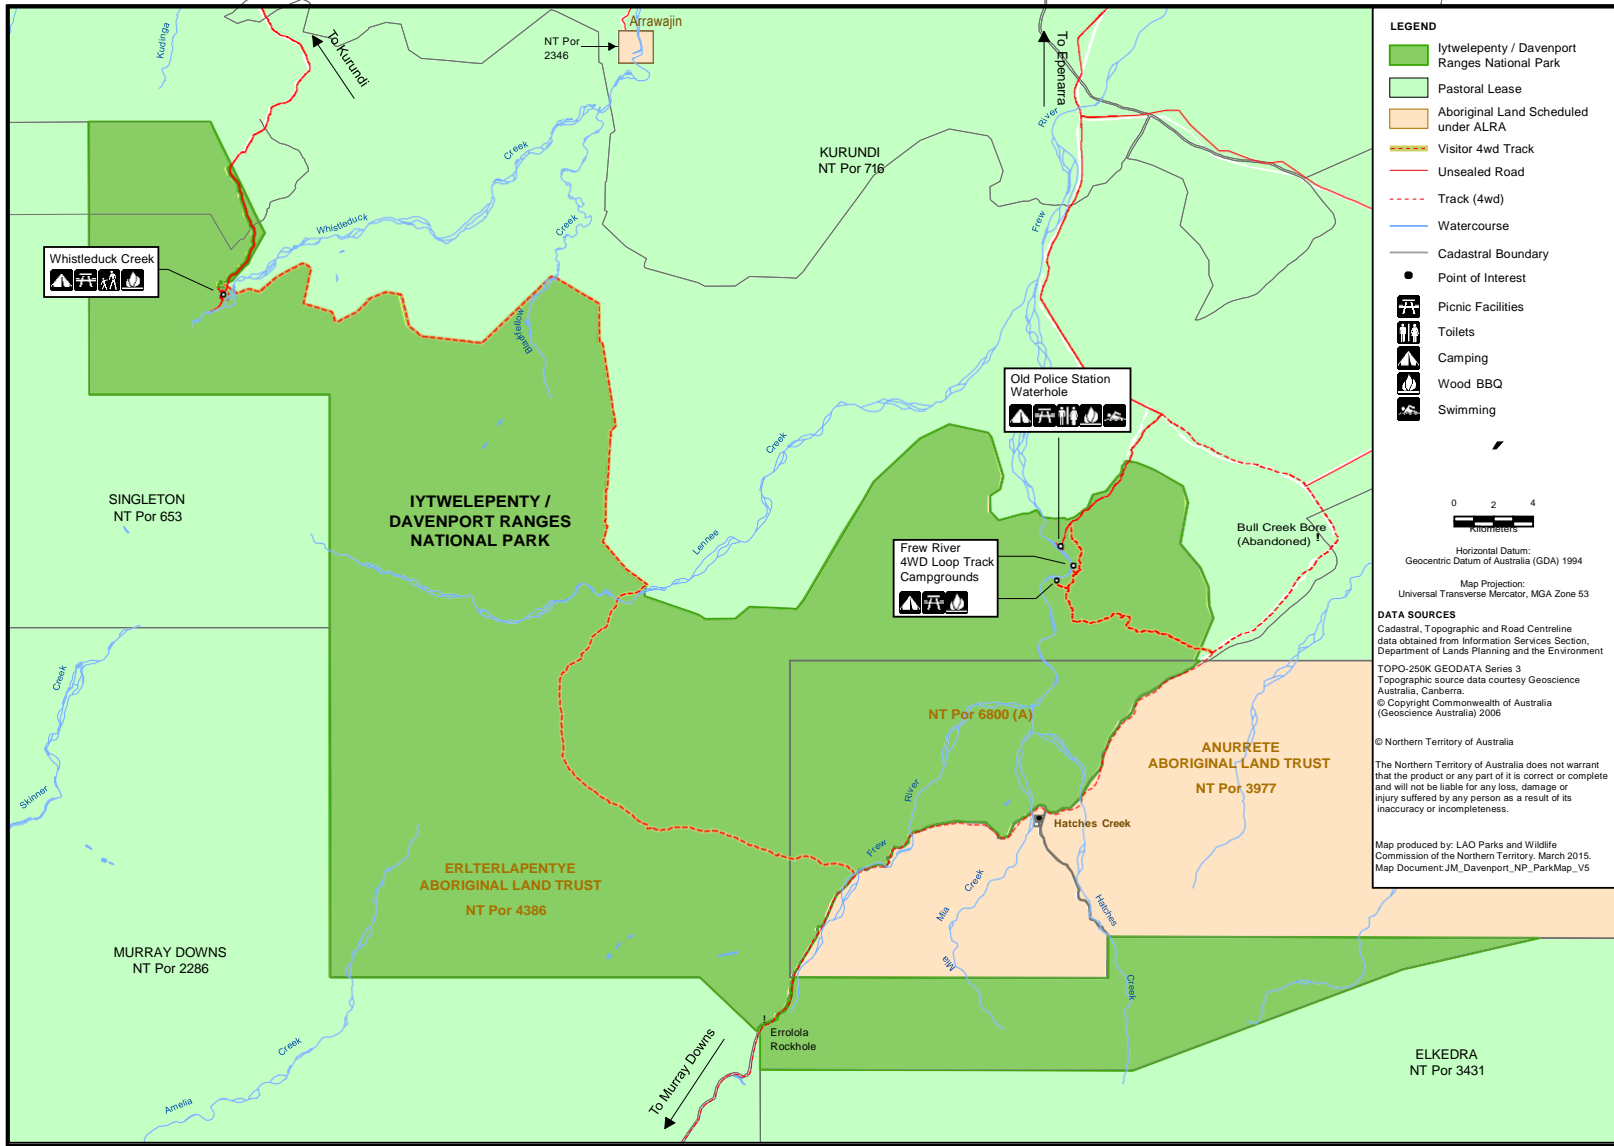 Kudinga
To Kurundi
Arrawajin
NT Por
2346
To Epenarra
River
Creek
Whistleduck
Creek
KURUNDI
NT Por 716
Frew
Whistleduck Creek
Blackfellow
Old Police Station
Waterhole
Creek
Lennee
SINGLETON
NT Por 653
IYTWELEPENTY /
DAVENPORT RANGES
NATIONAL PARK
Bull Creek Bore
(Abandoned)
Frew River
4WD Loop Track
Campgrounds
Creek
Skinner
NT Por 6800 (A)
ANURRETE
ABORIGINAL LAND TRUST
NT Por 3977
River
Frew
Hatches Creek
ERLTERLAPENTYE
ABORIGINAL LAND TRUST
NT Por 4386
Creek
Mia
Mia
Hatches
Creek
MURRAY DOWNS
NT Por 2286
Errolola
Rockhole
To Murray Downs
Creek
Amelia
ELKEDRA
NT Por 3431
LEGEND
Iytwelepenty / Davenport
Ranges National Park
Pastoral Lease
Aboriginal Land Scheduled
under ALRA
Visitor 4wd Track
Unsealed Road
Track (4wd)
Watercourse
Cadastral Boundary
Point of Interest
Picnic Facilities
Toilets
Camping
Wood BBQ
Swimming
0 2 4
Kilometers
Horizontal Datum:
Geocentric Datum of Australia (GDA) 1994
Map Projection:
Universal Transverse Mercator, MGA Zone 53
DATA SOURCES
Cadastral, Topographic and Road Centreline
data obtained from Information Services Section,
Department of Lands Planning and the Environment
TOPO-250K GEODATA Series 3
Topographic source data courtesy Geoscience
Australia, Canberra.
© Copyright Commonwealth of Australia
(Geoscience Australia) 2006
© Northern Territory of Australia
The Northern Territory of Australia does not warrant
that the product or any part of it is correct or complete
and will not be liable for any loss, damage or
injury suffered by any person as a result of its
inaccuracy or incompleteness.
Map produced by: LAO Parks and Wildlife
Commission of the Northern Territory. March 2015.
Map Document:JM_Davenport_NP_ParkMap_V5